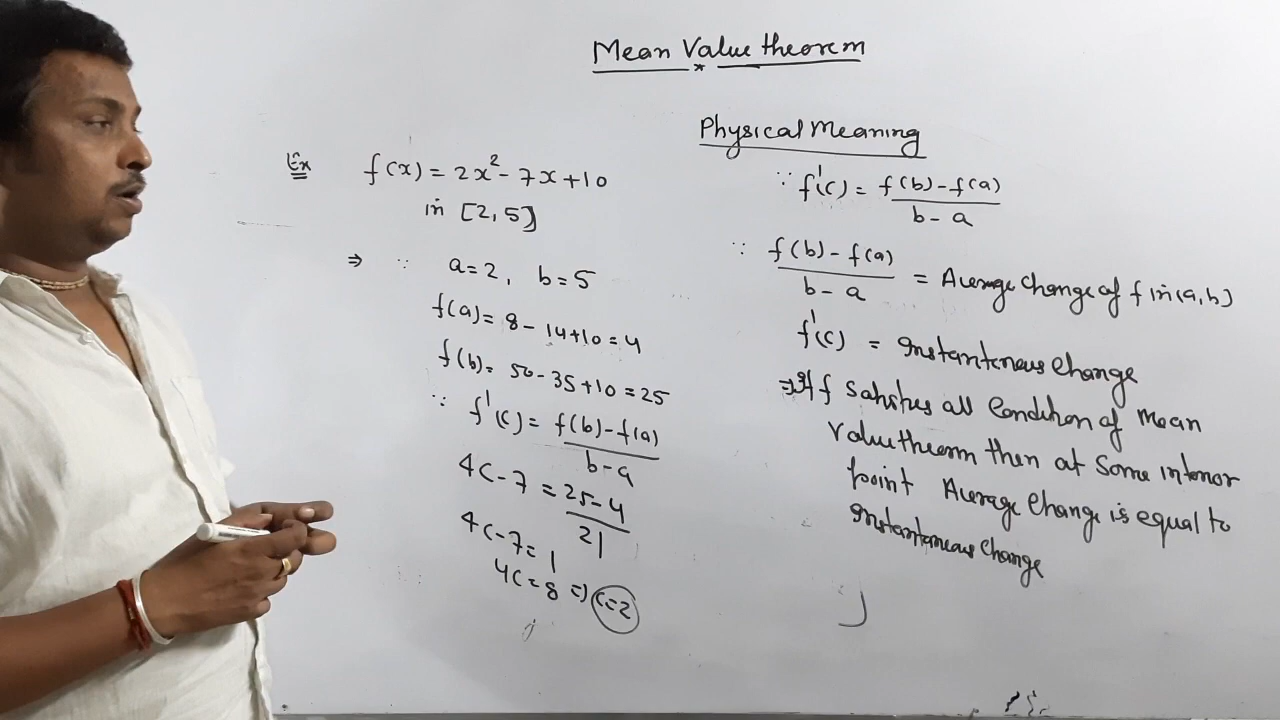 Mean Value theorem
Ex f(x) = 2x² - 7x + 10
in [2, 5]
⇒ ∵ a = 2, b = 5
f(a) = 8 - 14 + 10 = 4
f(b) = 50 - 35 + 10 = 25
∵ f'(c) = f(b) - f(a) / b - a
4c - 7 = 25 - 4 / 21
4c - 7 = 1
4c = 8 ⇒ c = 2
Physical Meaning
∵ f'(c) = f(b) - f(a) / b - a
∵ f(b) - f(a) / b - a = Average change of f in (a, b)
f'(c) = Instantaneous change
⇒ If f satisfies all condition of Mean
Value theorem then at some interior
point Average change is equal to
Instantaneous change